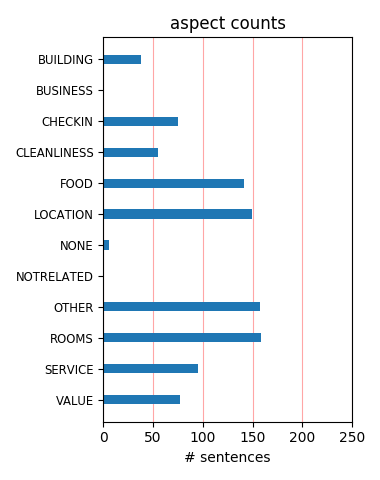 aspect counts
BUILDING
BUSINESS
CHECKIN
CLEANLINESS
FOOD
LOCATION
NONE
NOTRELATED
OTHER
ROOMS
SERVICE
VALUE
0 50 100 150 200 250
# sentences